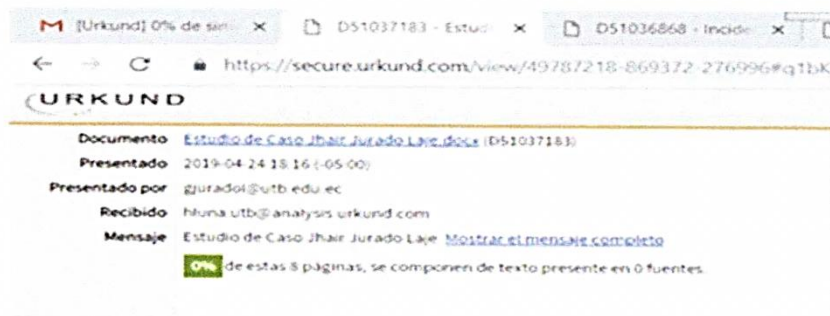 [Urkund] 0% de sim
D51037183 - Estud
D51036868 - Incide
https://secure.urkund.com/view/49787218-869372-276996#q1bK
URKUND
Documento Estudio de Caso Jhair Jurado Laje.docx (D51037183)
Presentado 2019-04-24 18:16 (-05:00)
Presentado por gjuradol@utb.edu.ec
Recibido hluna.utb@analysis.urkund.com
Mensaje Estudio de Caso Jhair Jurado Laje Mostrar el mensaje completo
0% de estas 8 páginas, se componen de texto presente en 0 fuentes.